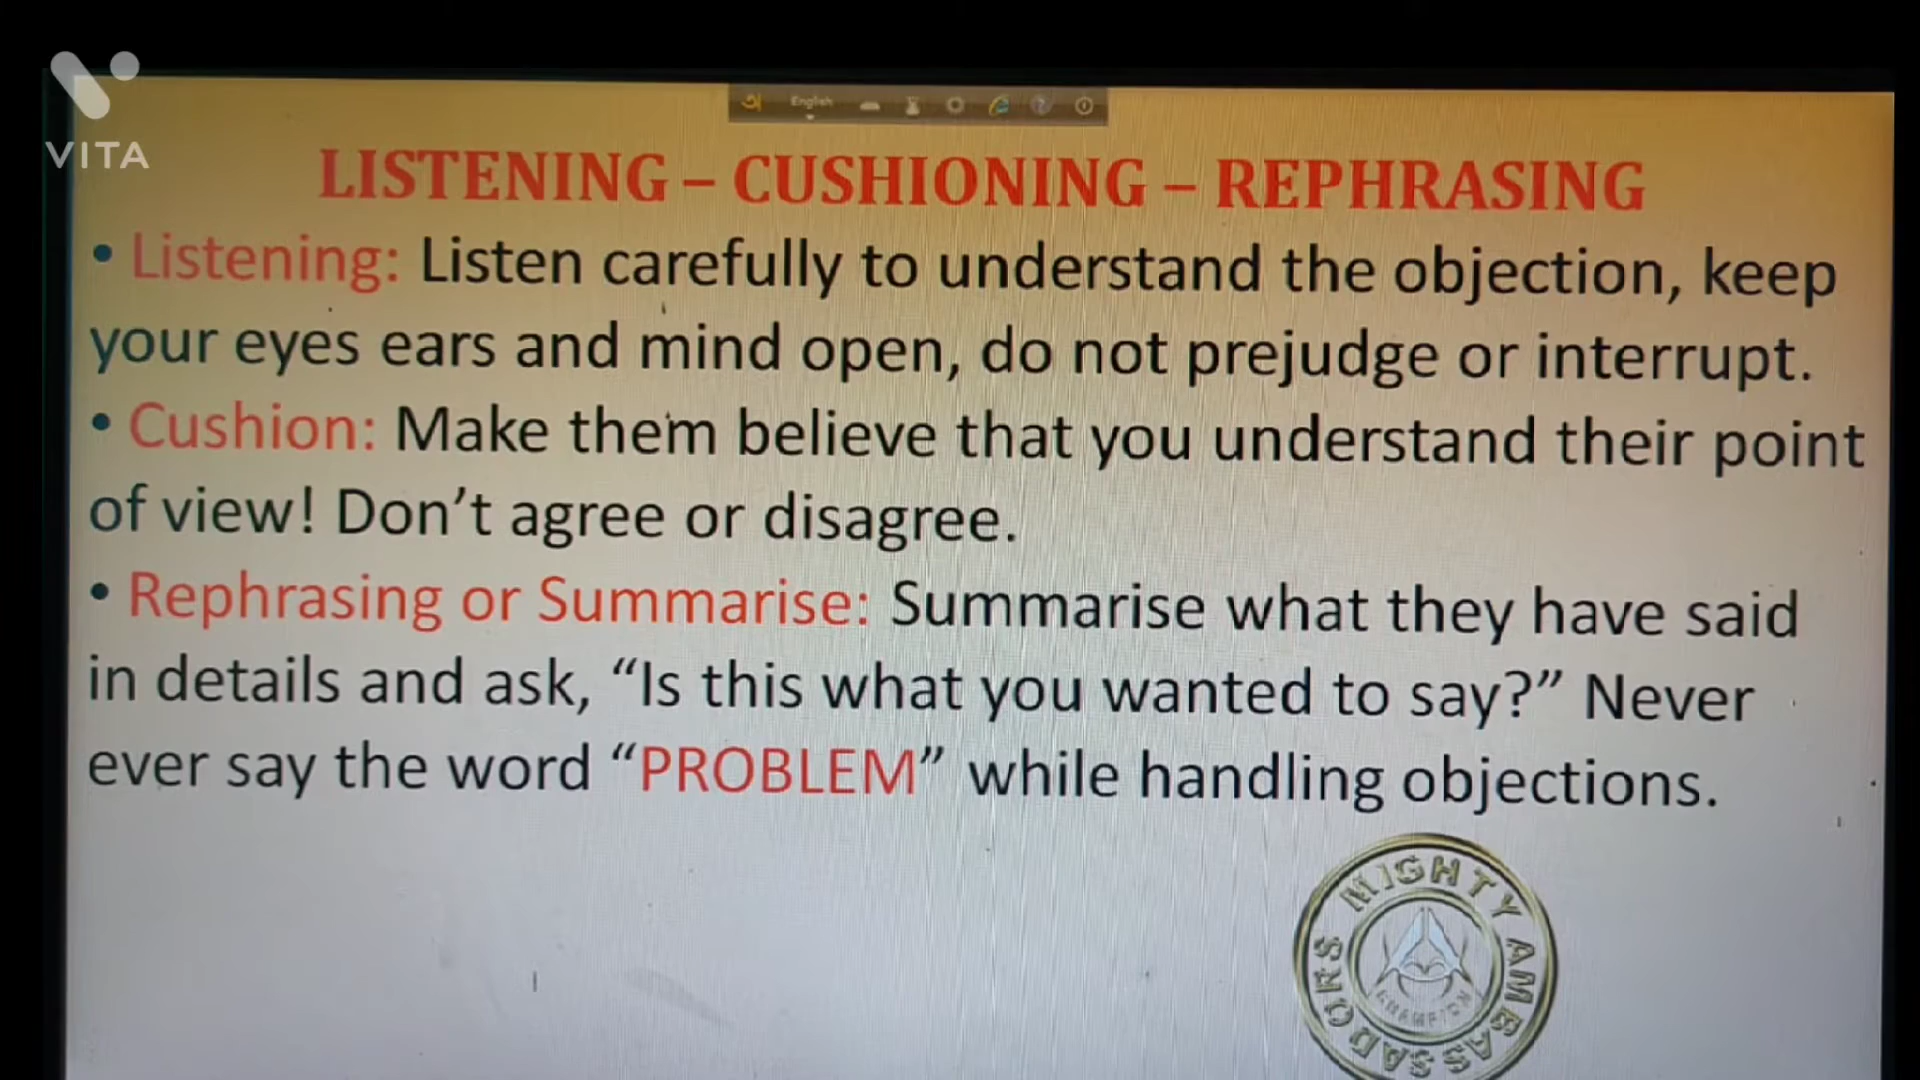 VITA
English
LISTENING – CUSHIONING – REPHRASING
• Listening: Listen carefully to understand the objection, keep
your eyes ears and mind open, do not prejudge or interrupt.
• Cushion: Make them believe that you understand their point
of view! Don’t agree or disagree.
• Rephrasing or Summarise: Summarise what they have said
in details and ask, “Is this what you wanted to say?” Never
ever say the word “PROBLEM” while handling objections.
MIGHTY AMBASSADORS
CHAMPION